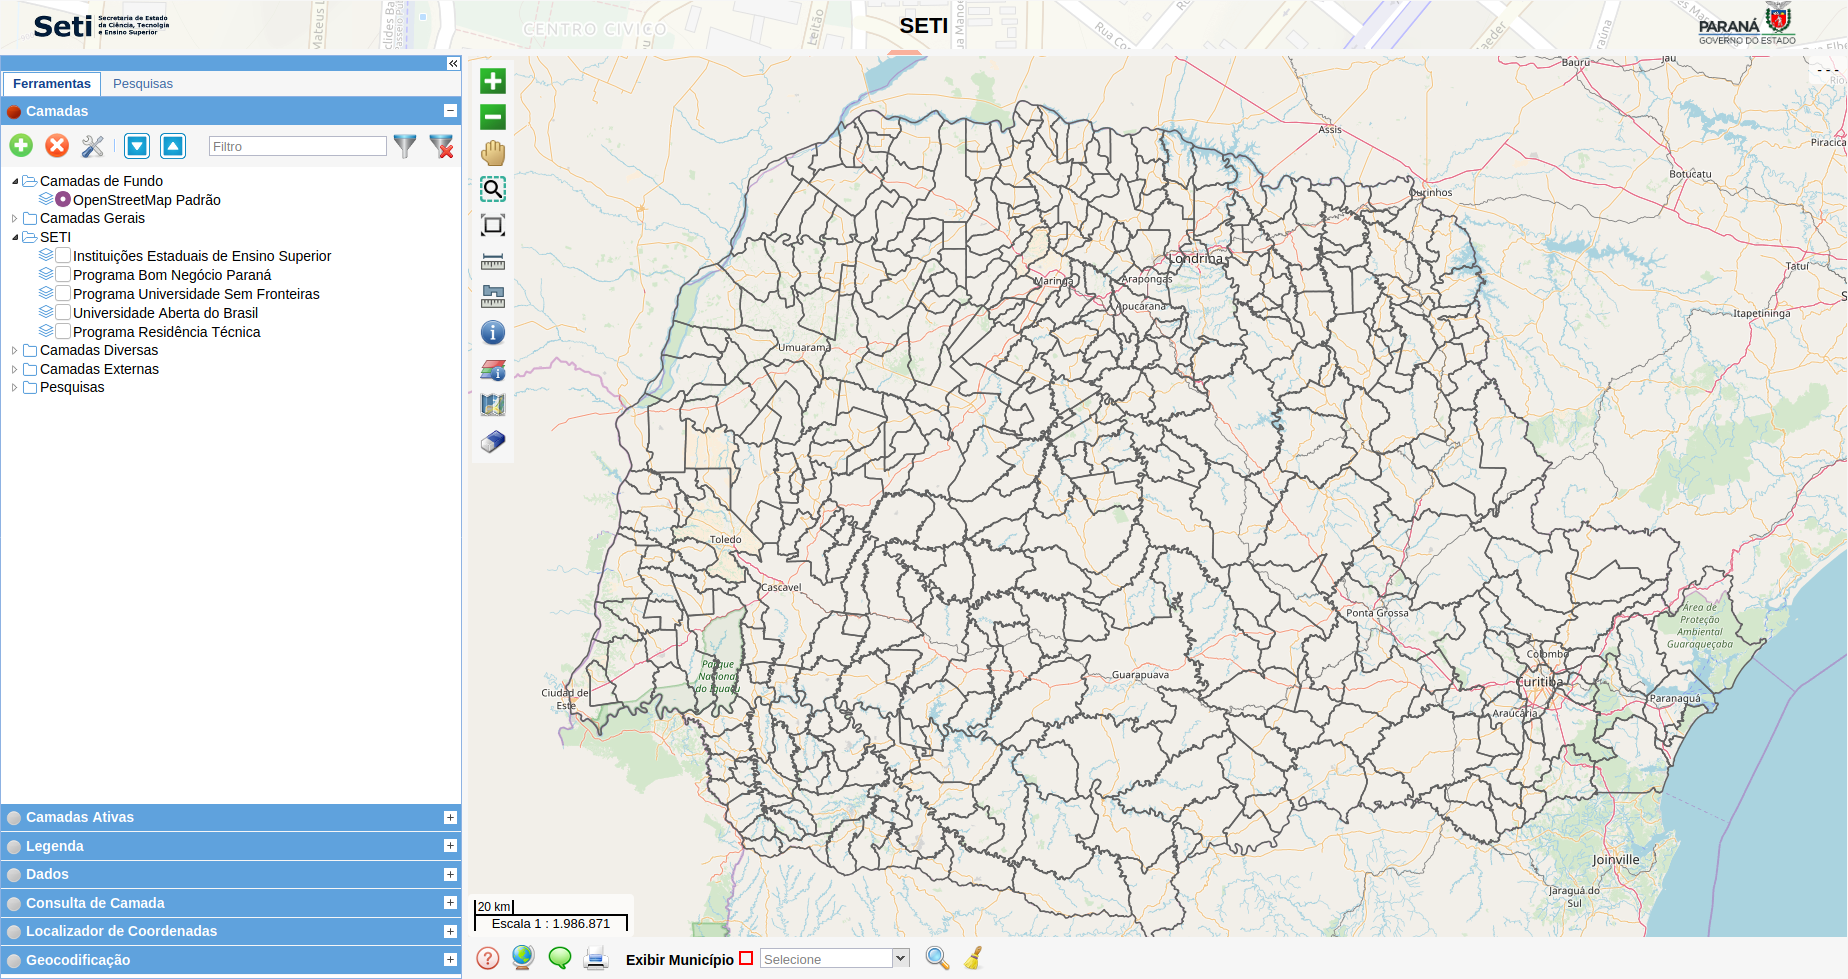 Seti
Secretaria de Estado
da Ciência, Tecnolgia
e Ensino Superior
CENTRO CIVICO
SETI
PARANÁ
GOVERNO DO ESTADO
Ferramentas
Pesquisas
Camadas
Filtro
Camadas de Fundo
OpenStreetMap Padrão
Camadas Gerais
SETI
Instituições Estaduais de Ensino Superior
Programa Bom Negócio Paraná
Programa Universidade Sem Fronteiras
Universidade Aberta do Brasil
Programa Residência Técnica
Camadas Diversas
Camadas Externas
Pesquisas
Camadas Ativas
Legenda
Dados
Consulta de Camada
Localizador de Coordenadas
Geocodificação
Bauru
Jaú
Assis
Piracica
Botucatu
Ourinhos
Londrina
Tatuí
Maringá
Arapongas
Apucarana
Itapetininga
Umuarama
Toledo
Cascavel
Ponta Grossa
Área de
Proteção
Ambiental
Guaraqueçaba
Colombo
Parque
Nacional
do Iguaçu
Guarapuava
Curitiba
Ciudad del
Este
Paranaguá
Araucária
Joinville
Jaraguá do
Sul
20 km
Escala 1 : 1.986.871
Exibir Município
Selecione